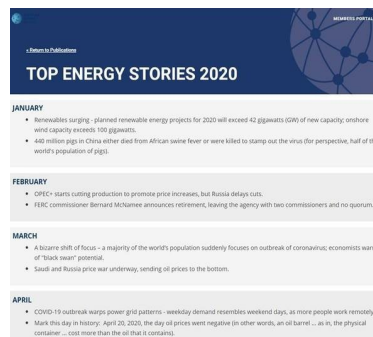 MEMBERS PORTAL
« Return to Publications
TOP ENERGY STORIES 2020
JANUARY
• Renewables surging - planned renewable energy projects for 2020 will exceed 42 gigawatts (GW) of new capacity; onshore
wind capacity exceeds 100 gigawatts.
• 440 million pigs in China either died from African swine fever or were killed to stamp out the virus (for perspective, half of th
world's population of pigs).
FEBRUARY
• OPEC+ starts cutting production to promote price increases, but Russia delays cuts.
• FERC commissioner Bernard McNamee announces retirement, leaving the agency with two commissioners and no quorum.
MARCH
• A bizarre shift of focus – a majority of the world's population suddenly focuses on outbreak of coronavirus; economists warn
of "black swan" potential.
• Saudi and Russia price war underway, sending oil prices to the bottom.
APRIL
• COVID-19 outbreak warps power grid patterns - weekday demand resembles weekend days, as more people work remotely
• Mark this day in history: April 20, 2020, the day oil prices went negative (in other words, an oil barrel ... as in, the physical
container ... cost more than the oil that it contains).